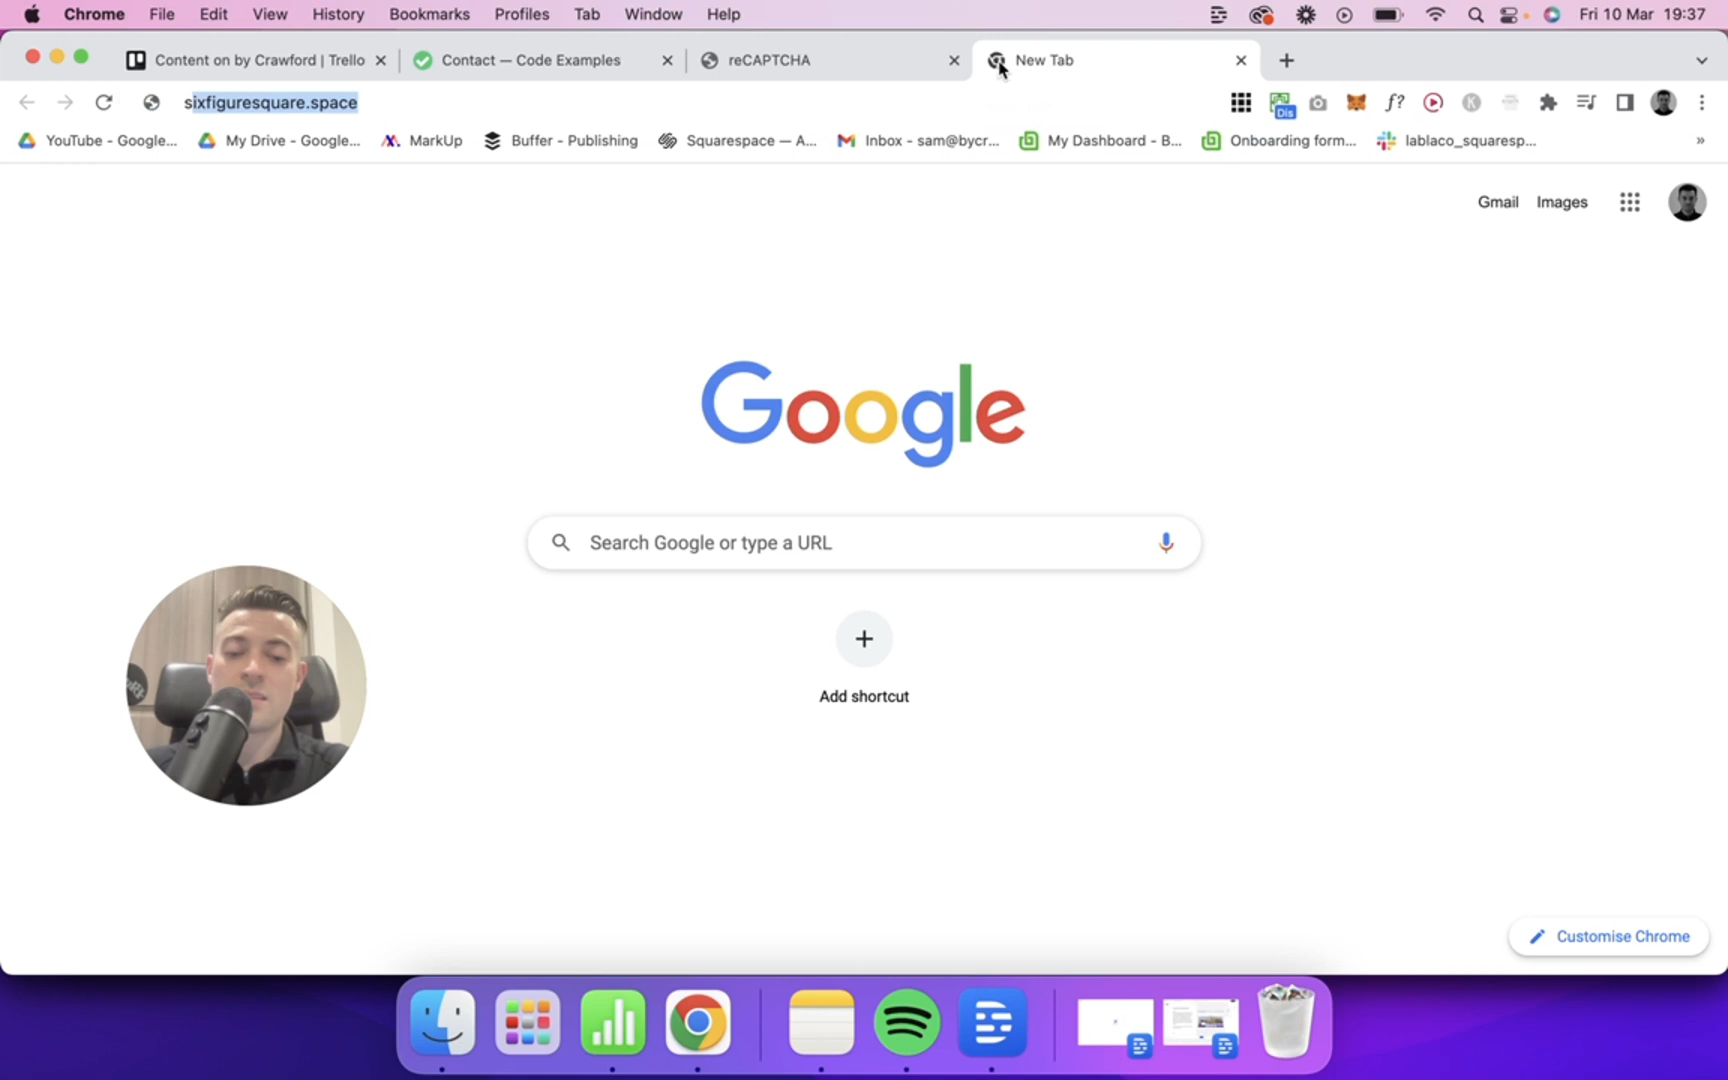 Chrome File Edit View History Bookmarks Profiles Tab Window Help Fri 10 Mar 19:37
Content on by Crawford | Trello Contact — Code Examples reCAPTCHA New Tab
sixfiguresquare.space f? Dis
YouTube - Google... My Drive - Google... MarkUp Buffer - Publishing Squarespace — A... Inbox - sam@bycr... My Dashboard - B... Onboarding form... lablaco_squaresp... »
Gmail Images
Google
Search Google or type a URL
Add shortcut
Customise Chrome